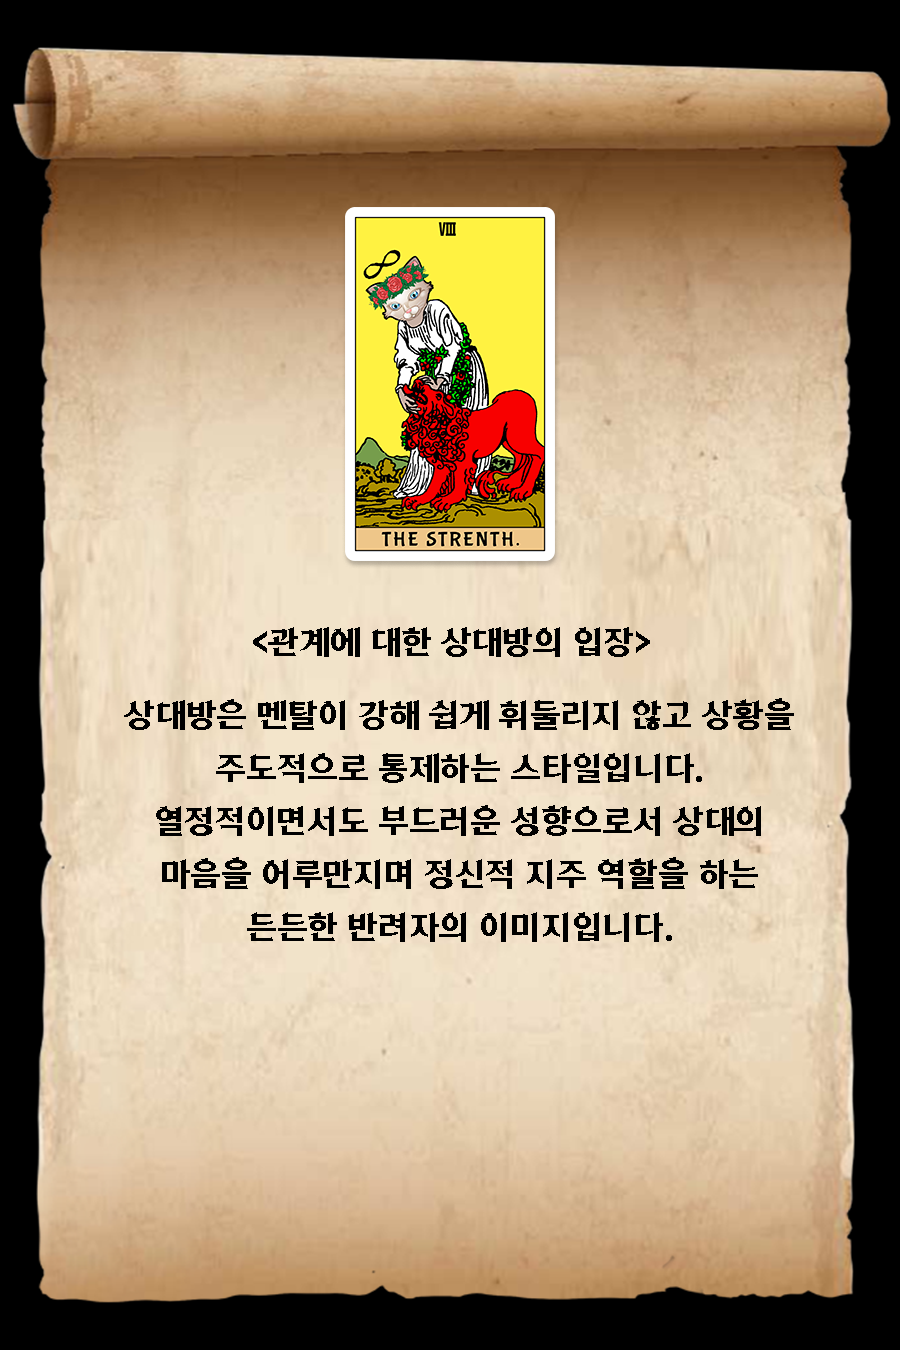 VIII
THE STRENTH.
<관계에 대한 상대방의 입장>
상대방은 멘탈이 강해 쉽게 휘둘리지 않고 상황을
주도적으로 통제하는 스타일입니다.
열정적이면서도 부드러운 성향으로서 상대의
마음을 어루만지며 정신적 지주 역할을 하는
든든한 반려자의 이미지입니다.